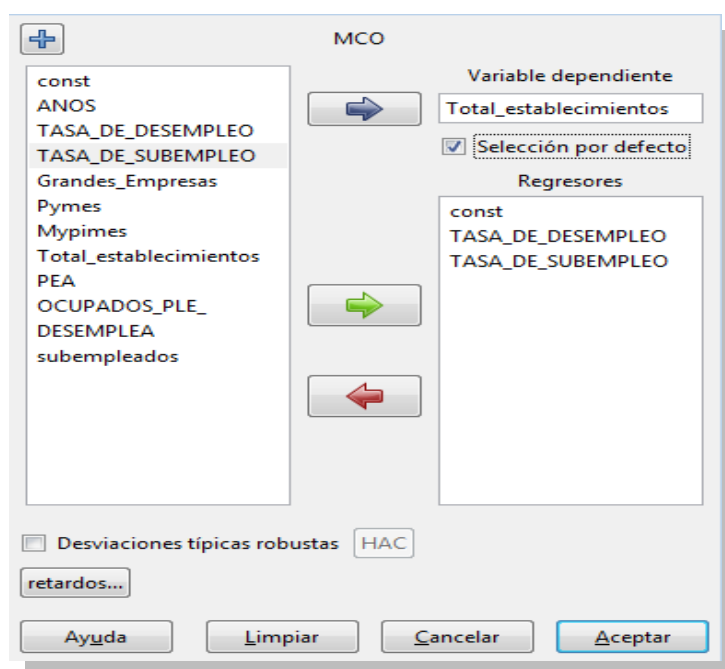 MCO
const
ANOS
TASA_DE_DESEMPLEO
TASA_DE_SUBEMPLEO
Grandes_Empresas
Pymes
Mypimes
Total_establecimientos
PEA
OCUPADOS_PLE_
DESEMPLEA
subempleados
Variable dependiente
Total_establecimientos
Selección por defecto
Regresores
const
TASA_DE_DESEMPLEO
TASA_DE_SUBEMPLEO
Desviaciones típicas robustas HAC
retardos...
Ayuda Limpiar Cancelar Aceptar